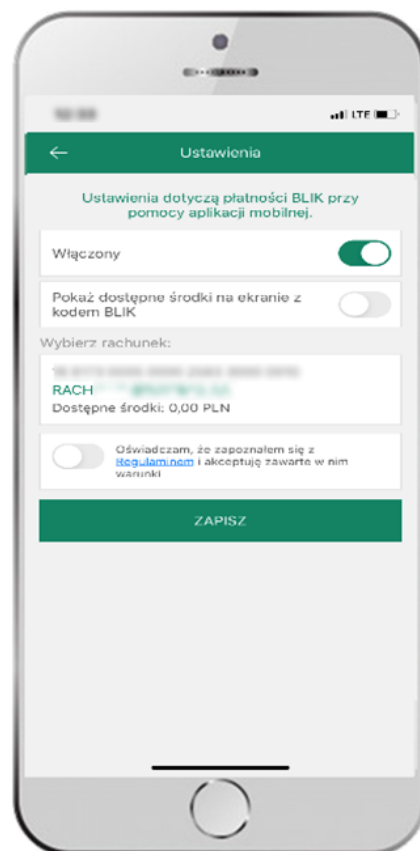 LTE
Ustawienia
Ustawienia dotyczą płatności BLIK przy
pomocy aplikacji mobilnej.
Włączony
Pokaż dostępne środki na ekranie z
kodem BLIK
Wybierz rachunek:
RACH
Dostępne środki: 0,00 PLN
Oświadczam, że zapoznałem się z
Regulaminem i akceptuję zawarte w nim
warunki
ZAPISZ